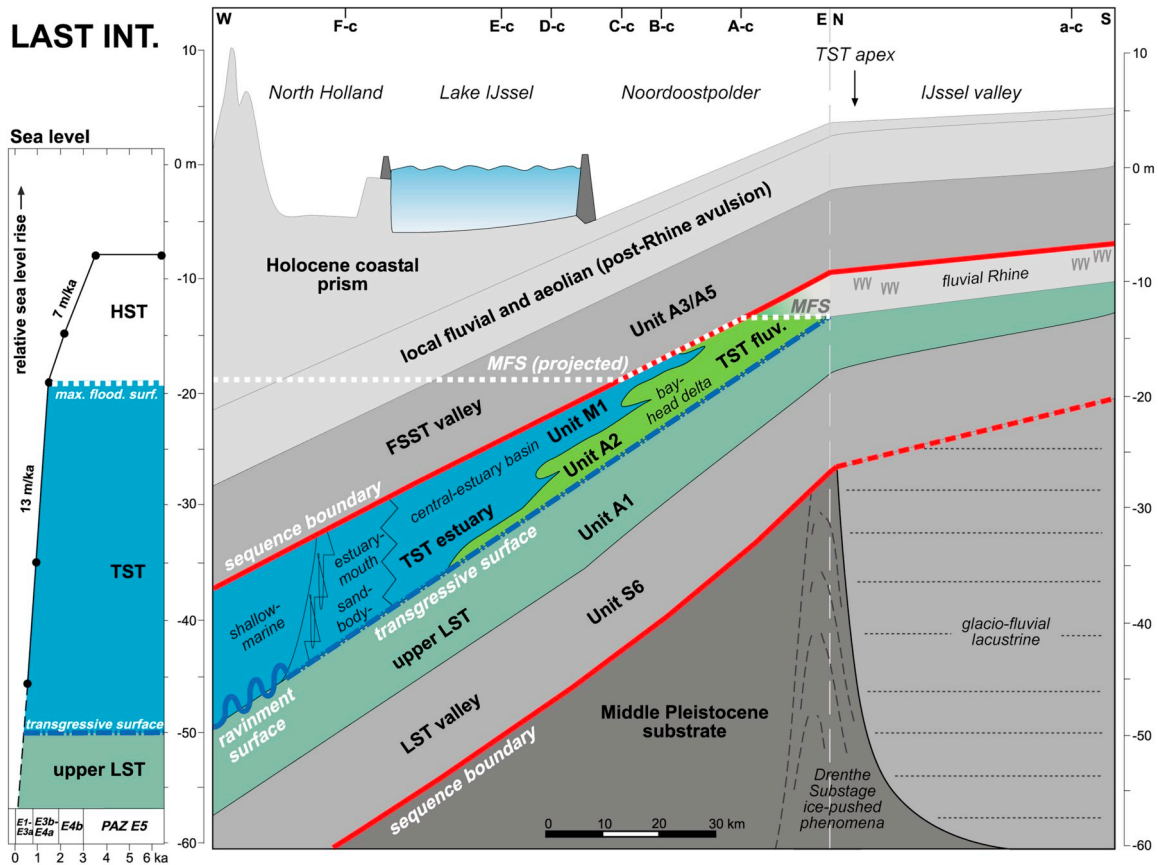 LAST INT.
Sea level
relative sea level rise
7 m/ka
HST
max. flood. surf.
13 m/ka
TST
transgressive surface
upper LST
E1-
E3a
E3b-
E4a
E4b
PAZ E5
0 1 2 3 4 5 6 ka
W
F-c
E-c
D-c
C-c
B-c
A-c
E
N
a-c
S
10
0 m
-10
-20
-30
-40
-50
-60
North Holland
Lake IJssel
Noordoostpolder
TST apex
IJssel valley
Holocene coastal
prism
local fluvial and aeolian (post-Rhine avulsion)
Unit A3/A5
fluvial Rhine
MFS
MFS (projected)
FSST valley
TST fluv.
bay-
head delta
Unit M1
Unit A2
central-estuary basin
TST estuary
sequence boundary
estuary-
mouth
sand-
body-
shallow-
marine
transgressive surface
Unit A1
upper LST
ravinment
surface
Unit S6
LST valley
sequence boundary
Middle Pleistocene
substrate
glacio-fluvial
lacustrine
Drenthe
Substage
ice-pushed
phenomena
0 10 20 30 km
10
0 m
-10
-20
-30
-40
-50
-60